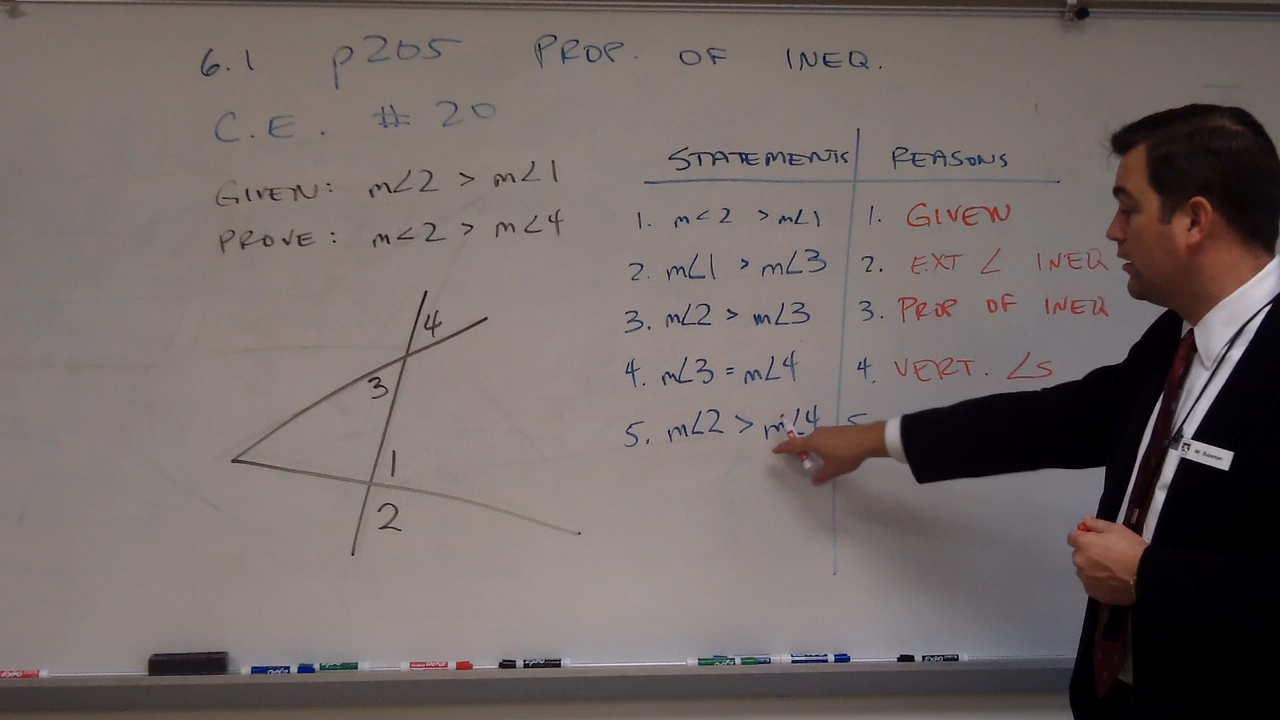 6.1 p205 PROP. OF INEQ.
C.E. # 20
GIVEN: m∠2 > m∠1
PROVE: m<2 > m∠4
STATEMENTS REASONS
1. m<2 > m∠1 1. GIVEN
2. m∠1 > m∠3 2. EXT ∠ INEQ
3. m∠2 > m∠3 3. PROP OF INEQ
4. m∠3 = m∠4 4. VERT. ∠S
5. m∠2 > m∠4 5
4
3
1
2